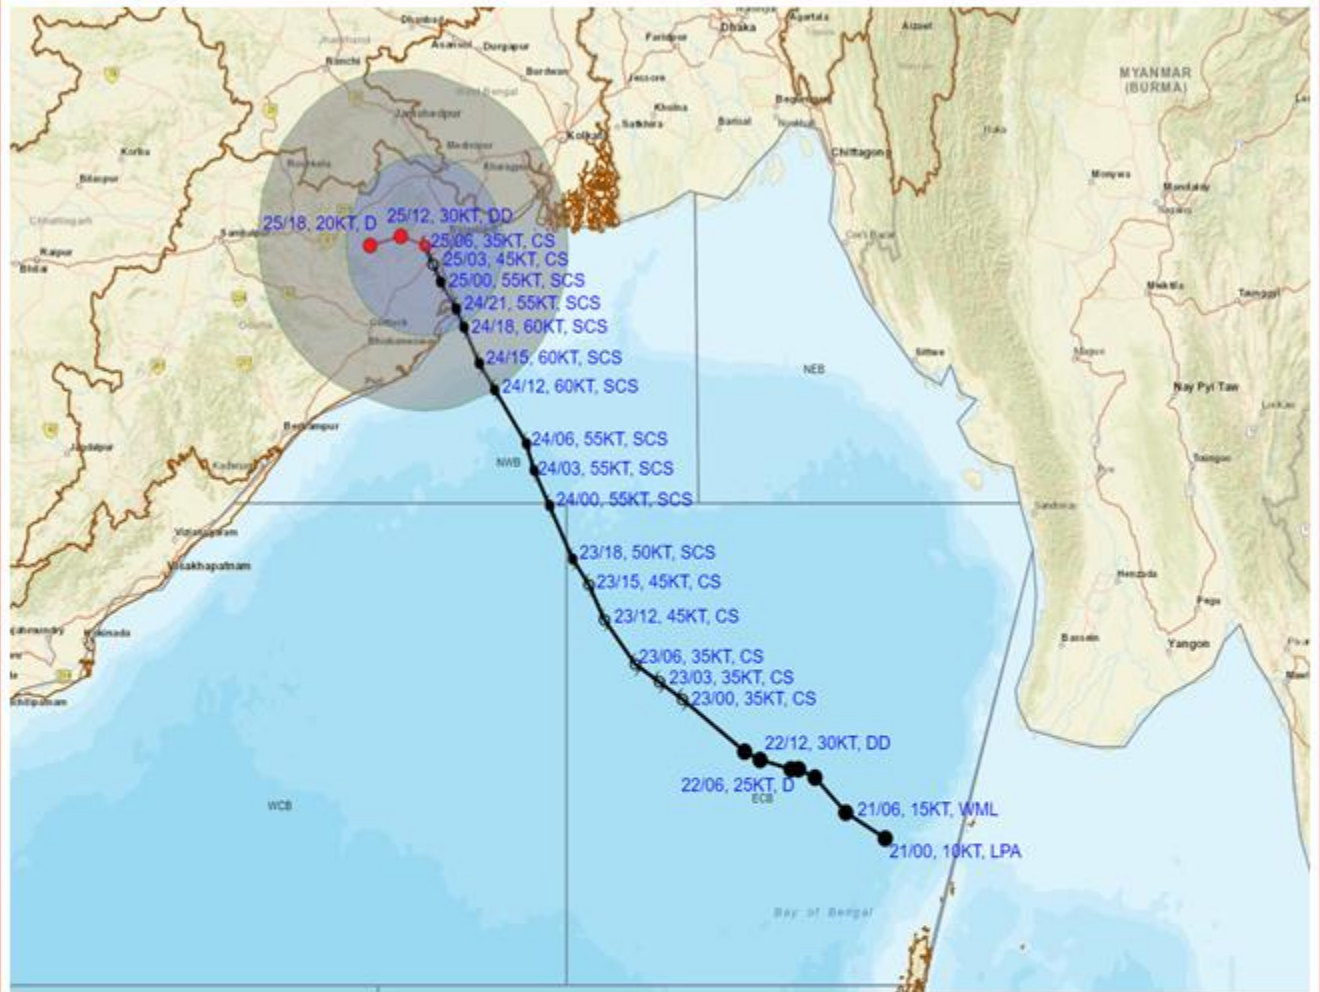 Dhanbad
Agartala
Aizawl
Dhaka
Faridpur
Asansol Durgapur
Ranchi
Burdwan
Jessore
MYANMAR
(BURMA)
Khulna
Jamshedpur
Satkhira
Barisal
Kolkata
Korba
Chittagong
Medinipur
Rourkela
Kharagpur
Monywa
Bilaspur
Mandalay
Sagaing
Chhattisgarh
25/18, 20KT, D
25/12, 30KT, DD
25/06, 35KT, CS
Raipur
Bhilai
25/03, 45KT, CS
25/00, 55KT, SCS
Meiktila
Taunggyi
24/21, 55KT, SCS
Cuttack
24/18, 60KT, SCS
Bhubaneswar
Sittwe
Magwe
24/15, 60KT, SCS
NEB
24/12, 60KT, SCS
Nay Pyi Taw
Berhampur
24/06, 55KT, SCS
Jagdalpur
NWB
24/03, 55KT, SCS
Toungoo
24/00, 55KT, SCS
Sandoway
Vizianagaram
23/18, 50KT, SCS
Visakhapatnam
23/15, 45KT, CS
Henzada
Pegu
23/12, 45KT, CS
Kakinada
Bassein
Yangon
23/06, 35KT, CS
23/03, 35KT, CS
23/00, 35KT, CS
22/12, 30KT, DD
22/06, 25KT, D
ECB
WCB
21/06, 15KT, WML
21/00, 10KT, LPA
Bay of Bengal